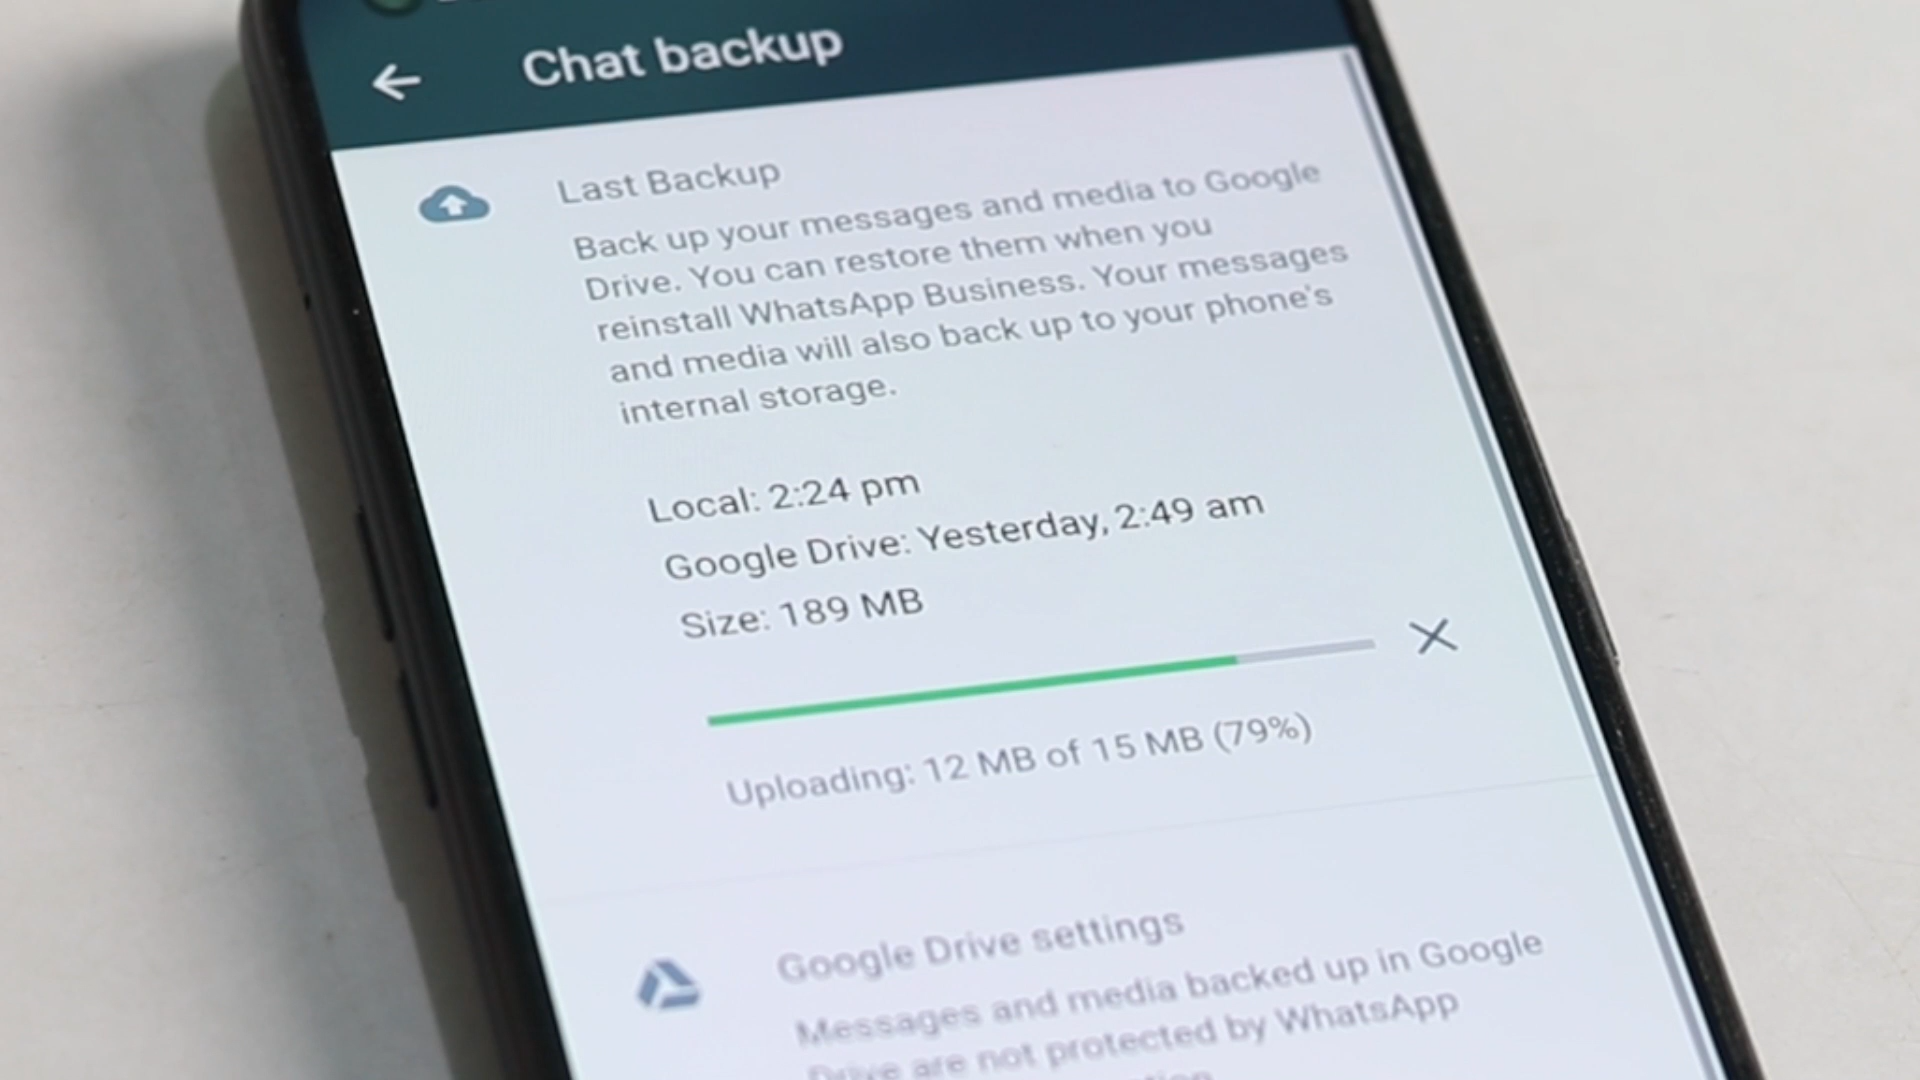 Chat backup
Last Backup
Back up your messages and media to Google
Drive. You can restore them when you
reinstall WhatsApp Business. Your messages
and media will also back up to your phone's
internal storage.
Local: 2:24 pm
Google Drive: Yesterday, 2:49 am
Size: 189 MB
Uploading: 12 MB of 15 MB (79%)
Google Drive settings
Messages and media backed up in Google
Drive are not protected by WhatsApp